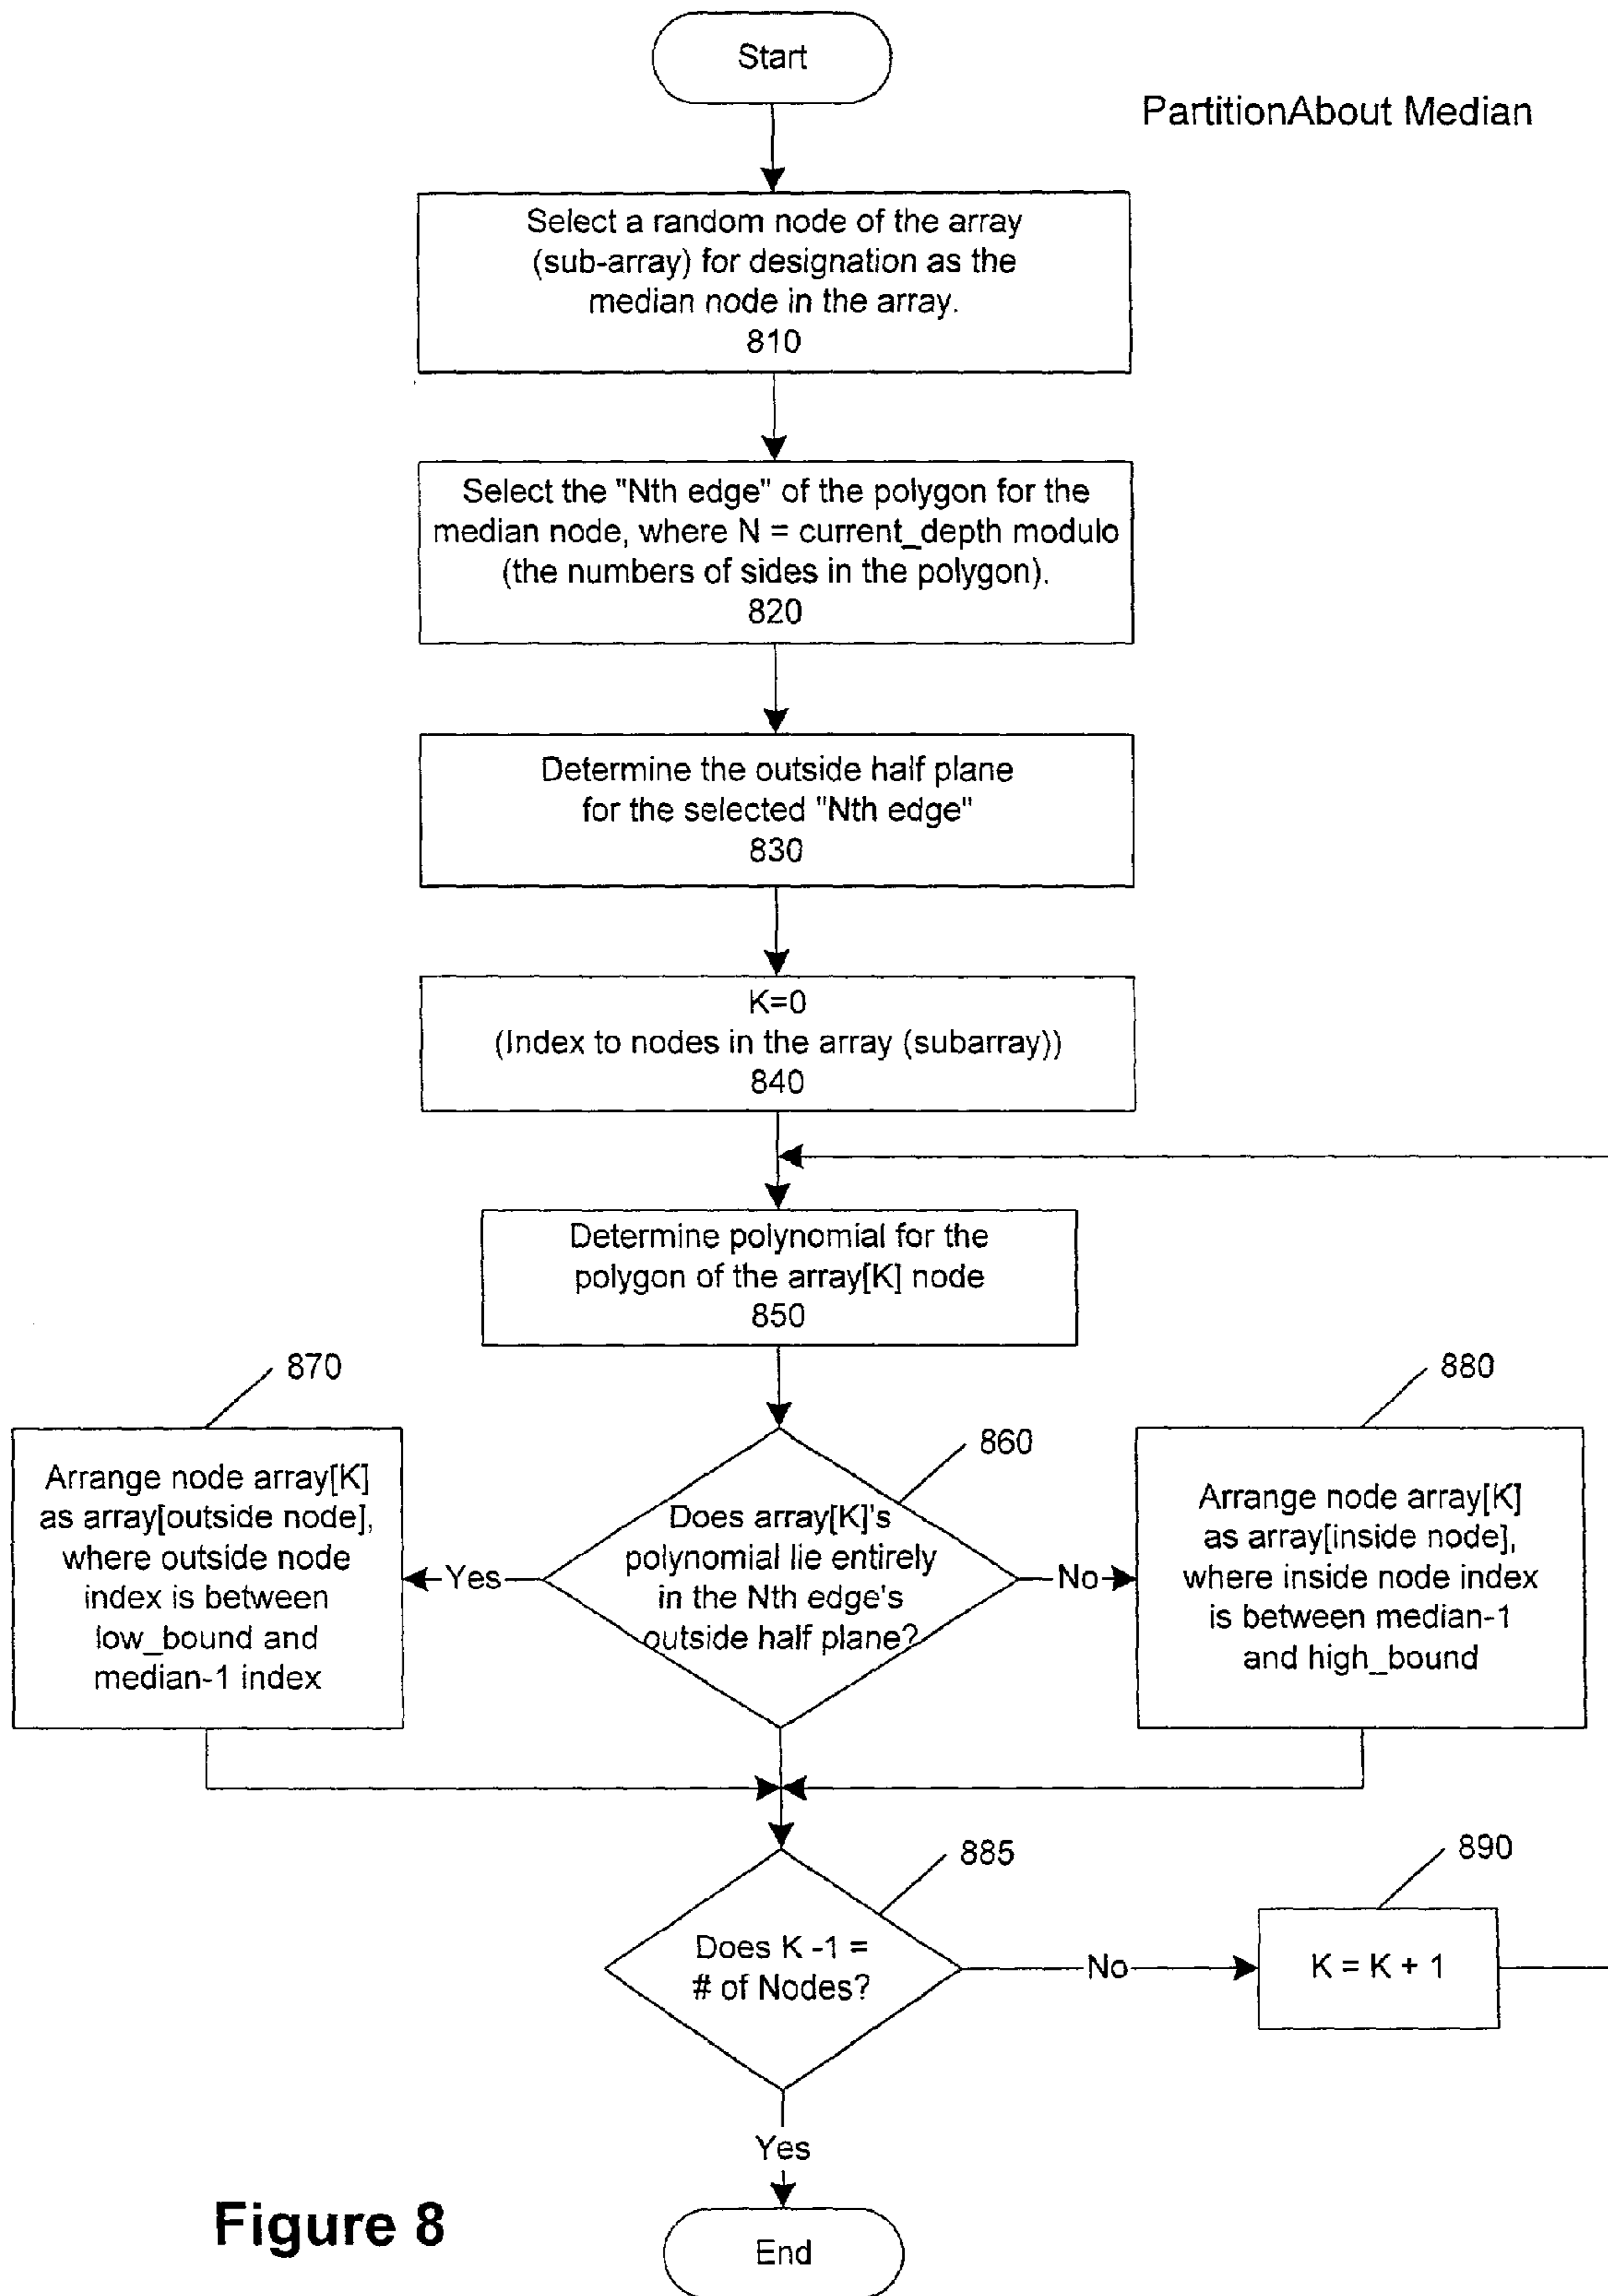 Start
PartitionAbout Median
Select a random node of the array
(sub-array) for designation as the
median node in the array.
810
Select the "Nth edge" of the polygon for the
median node, where N = current_depth modulo
(the numbers of sides in the polygon).
820
Determine the outside half plane
for the selected "Nth edge"
830
K=0
(Index to nodes in the array (subarray))
840
Determine polynomial for the
polygon of the array[K] node
850
870
Arrange node array[K]
as array[outside node],
where outside node
index is between
low_bound and
median-1 index
Yes
860
Does array[K]'s
polynomial lie entirely
in the Nth edge's
outside half plane?
No
880
Arrange node array[K]
as array[inside node],
where inside node index
is between median-1
and high_bound
885
Does K -1 =
# of Nodes?
No
890
K = K + 1
Yes
End
Figure 8